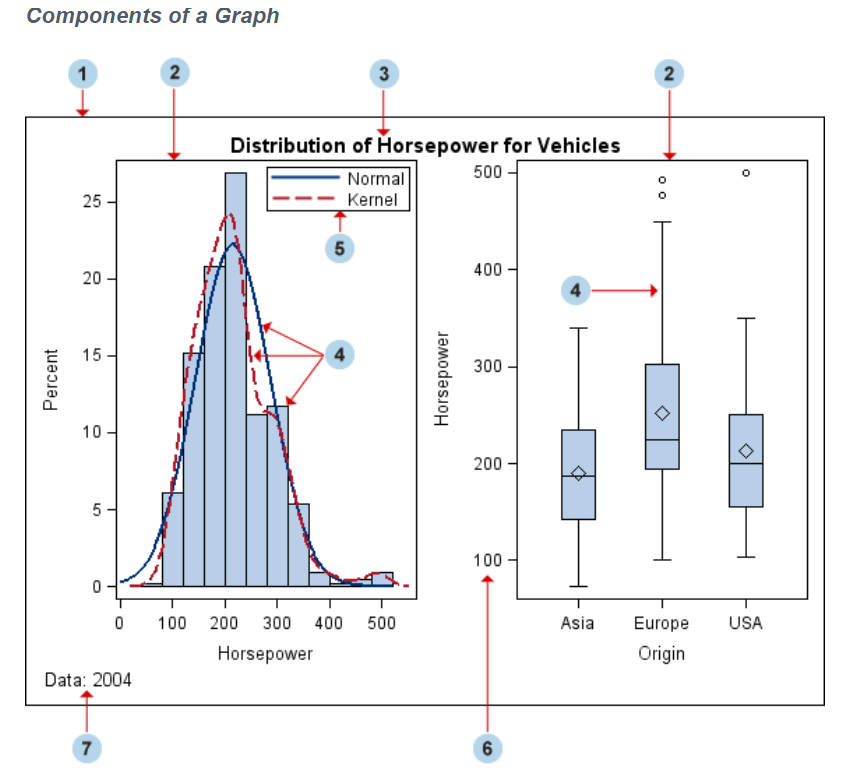 Components of a Graph
1
2
3
2
Distribution of Horsepower for Vehicles
Normal
Kernel
5
4
25
20
15
10
5
0
Percent
0 100 200 300 400 500
Horsepower
4
500
400
300
200
100
Horsepower
Asia Europe USA
Origin
Data: 2004
7
6